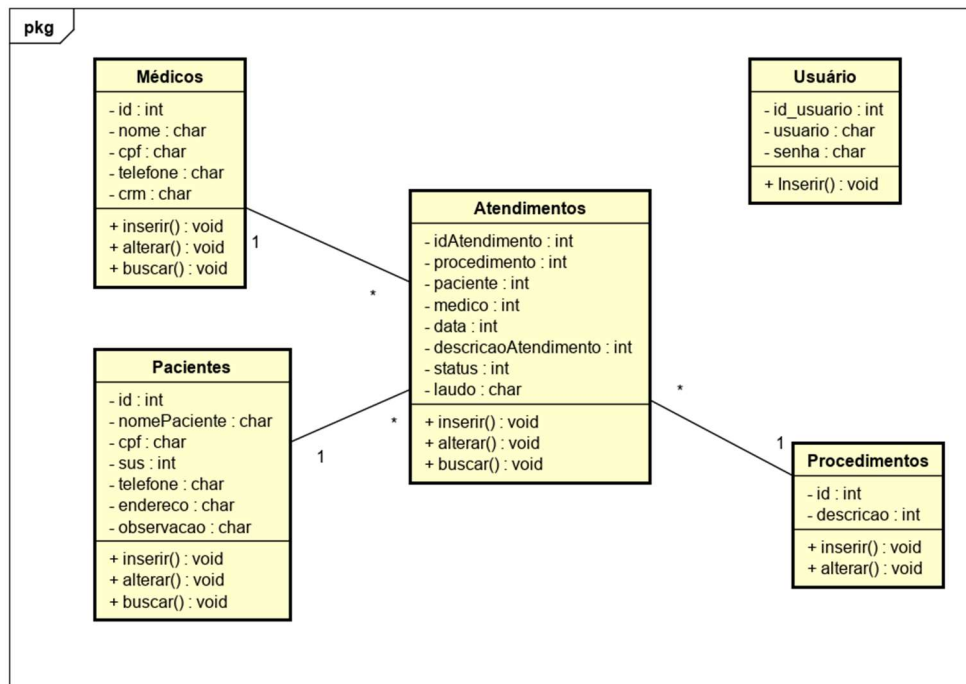 pkg
Médicos
- id : int
- nome : char
- cpf : char
- telefone : char
- crm : char
+ inserir() : void
+ alterar() : void
+ buscar() : void
1
*
Usuário
- id_usuario : int
- usuario : char
- senha : char
+ Inserir() : void
Atendimentos
- idAtendimento : int
- procedimento : int
- paciente : int
- medico : int
- data : int
- descricaoAtendimento : int
- status : int
- laudo : char
+ inserir() : void
+ alterar() : void
+ buscar() : void
Pacientes
- id : int
- nomePaciente : char
- cpf : char
- sus : int
- telefone : char
- endereco : char
- observacao : char
+ inserir() : void
+ alterar() : void
+ buscar() : void
*
1
*
1
Procedimentos
- id : int
- descricao : int
+ inserir() : void
+ alterar() : void